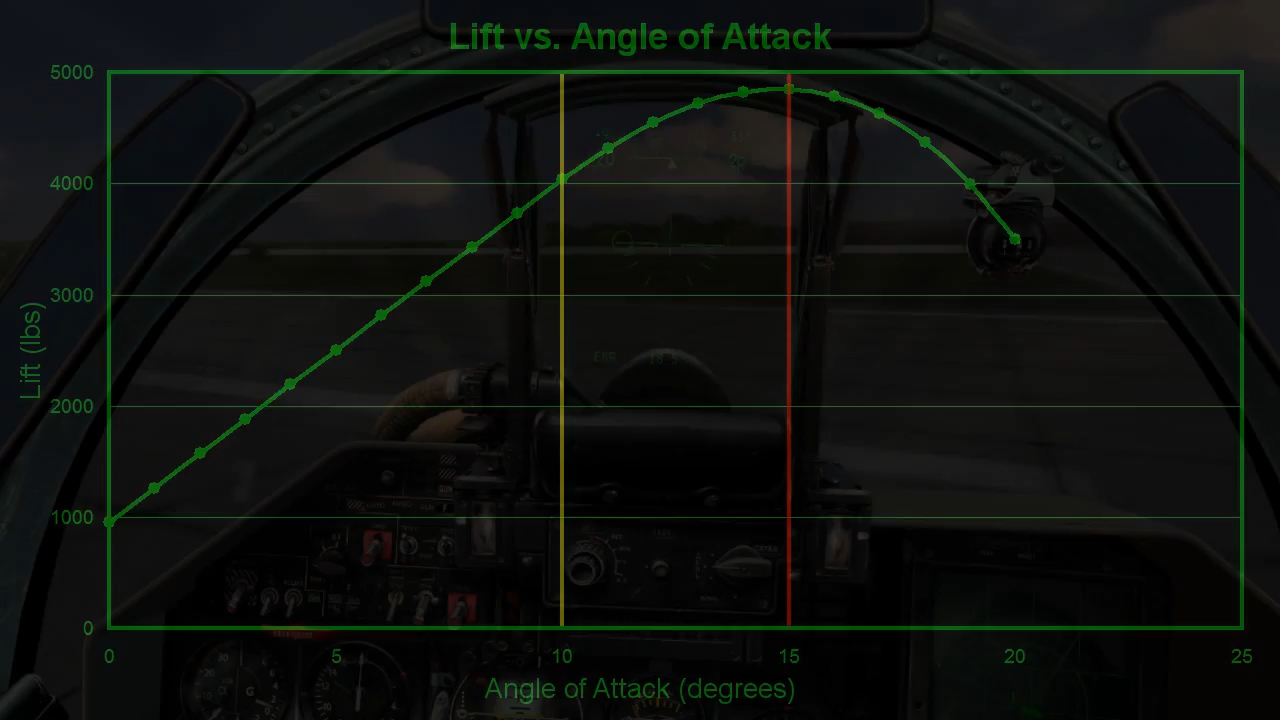 Lift vs. Angle of Attack
5000
4000
3000
2000
1000
0
Lift (lbs)
0 5 10 15 20 25
Angle of Attack (degrees)